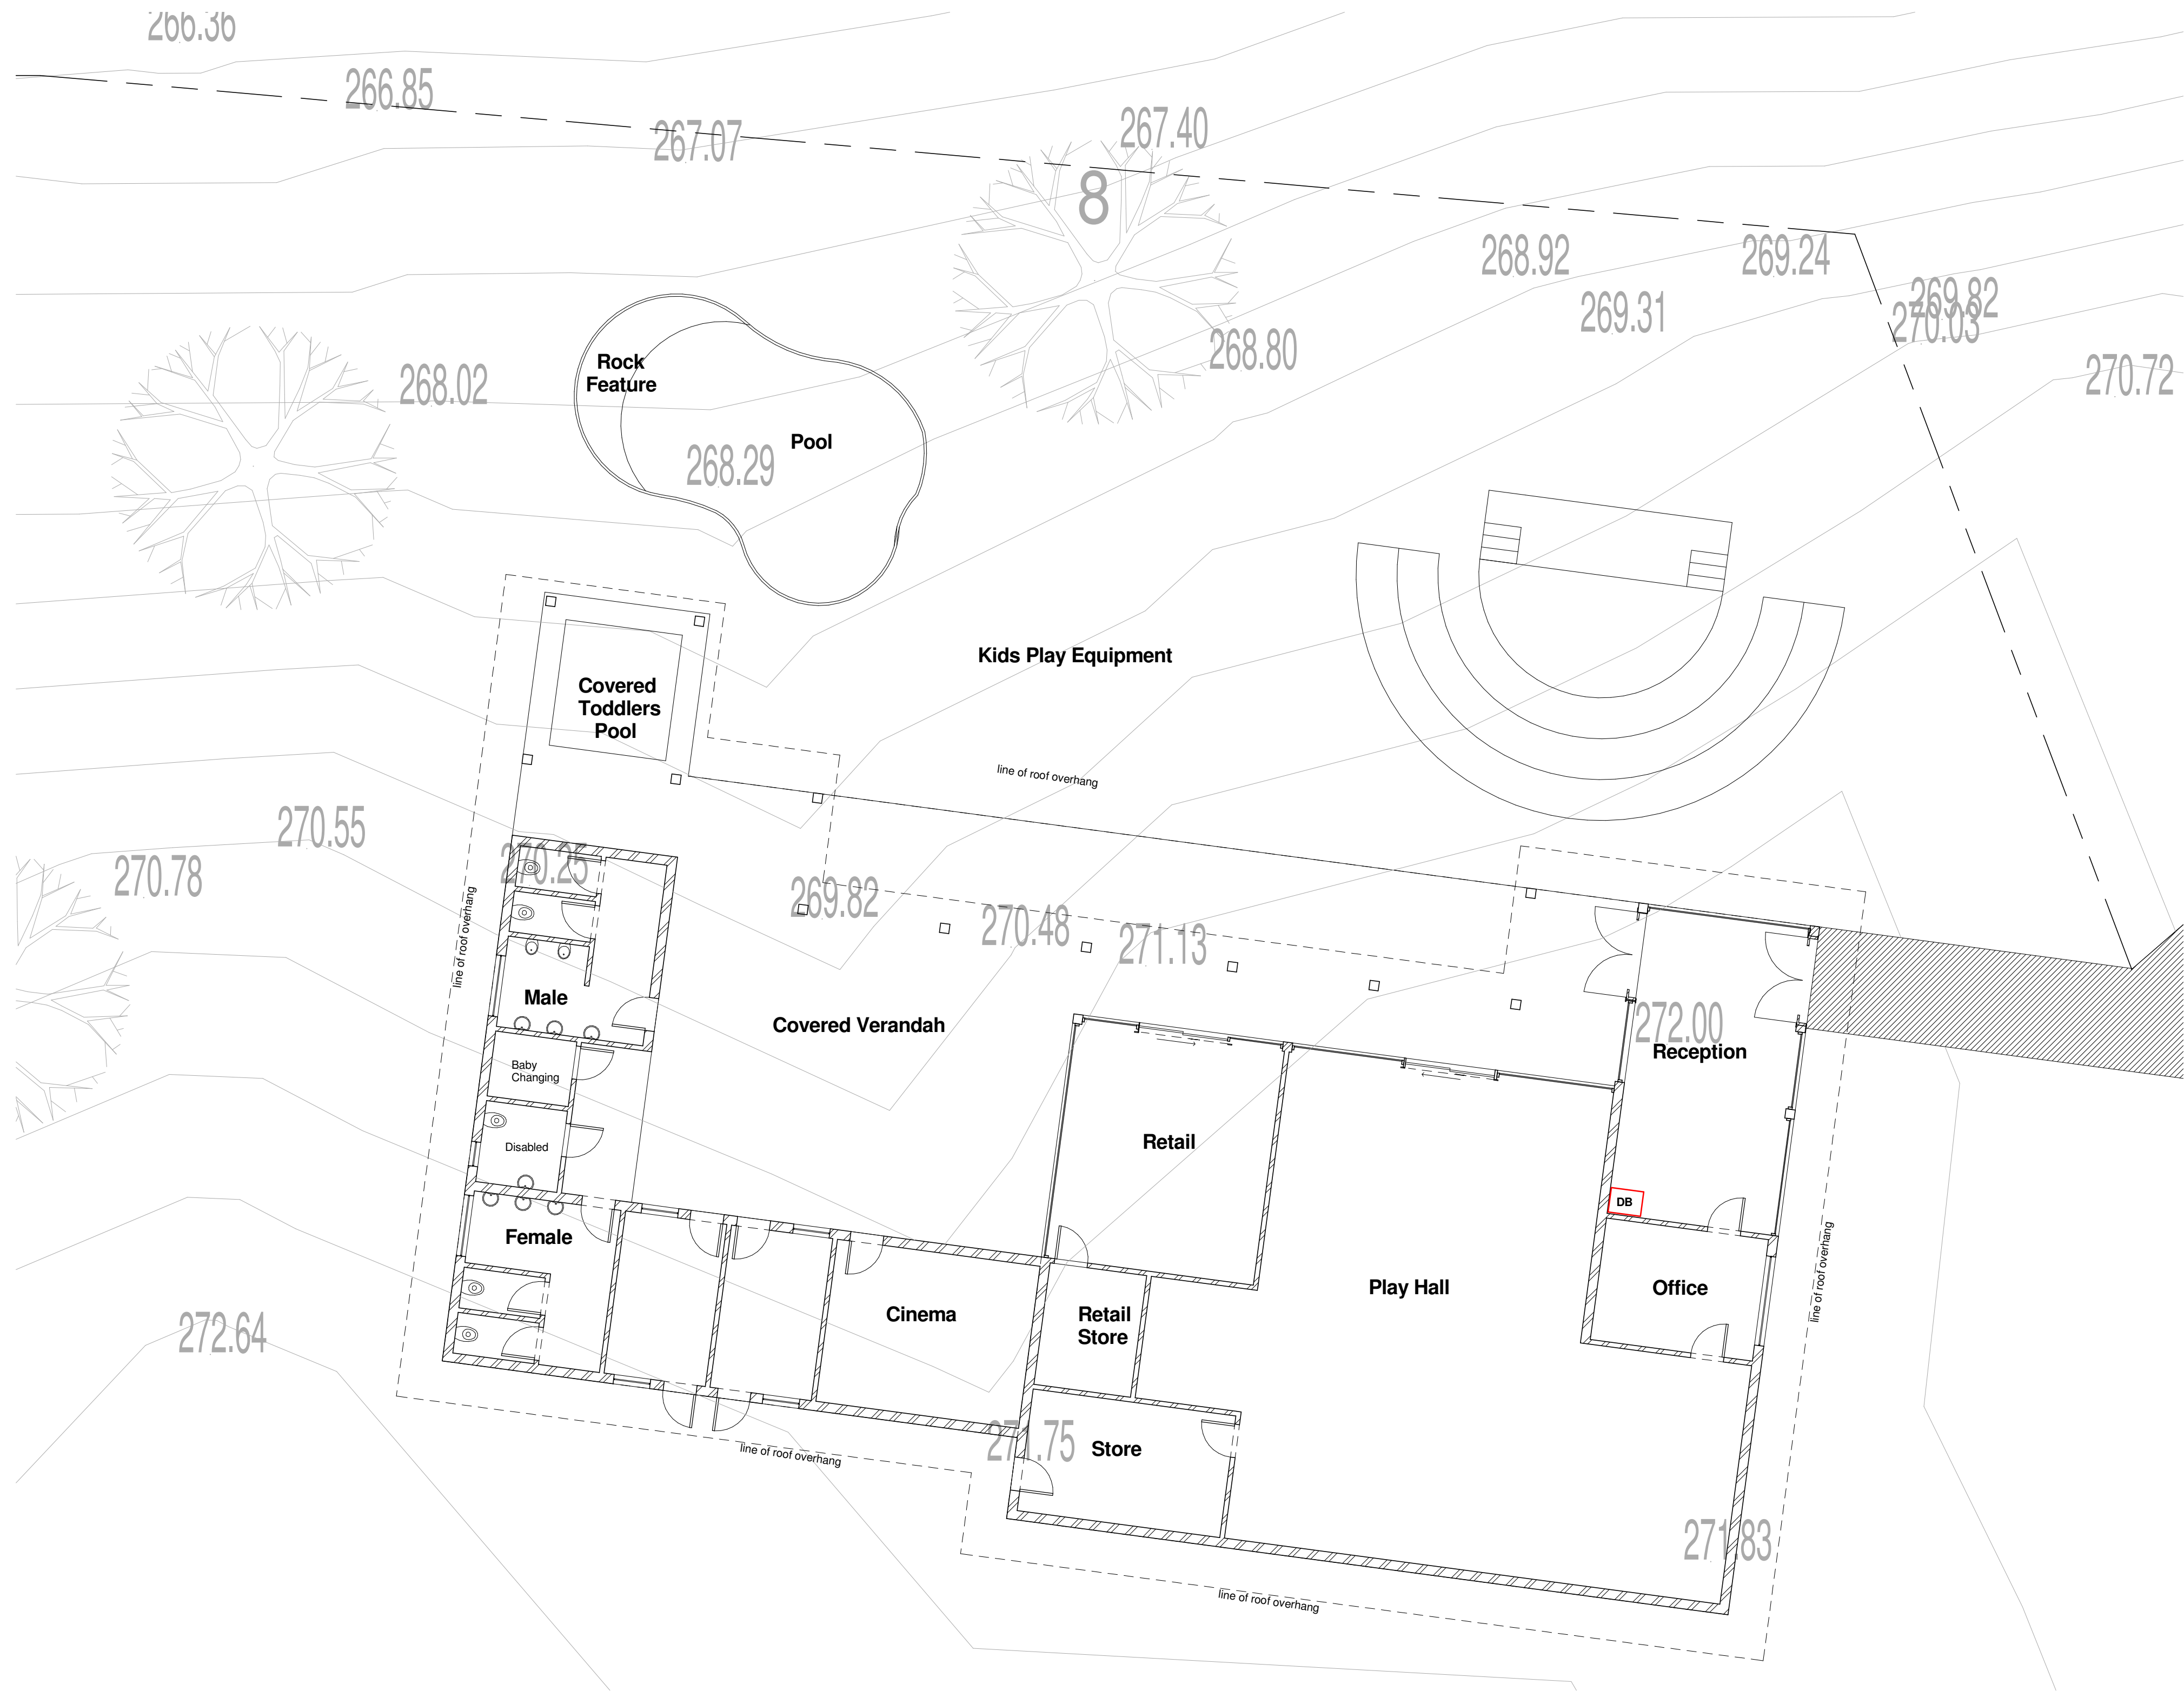 266.36
266.85
267.07
267.40
8
268.92
269.24
269.31
269.82
270.03
268.80
270.72
268.02
Rock
Feature
Pool
268.29
Kids Play Equipment
Covered
Toddlers
Pool
line of roof overhang
270.55
270.78
270.25
269.82
270.48
271.13
line of roof overhang
Male
Covered Verandah
272.00
Reception
Baby
Changing
Disabled
Retail
DB
Female
line of roof overhang
Office
Play Hall
Cinema
Retail
Store
272.64
271.75
Store
line of roof overhang
271.83
line of roof overhang